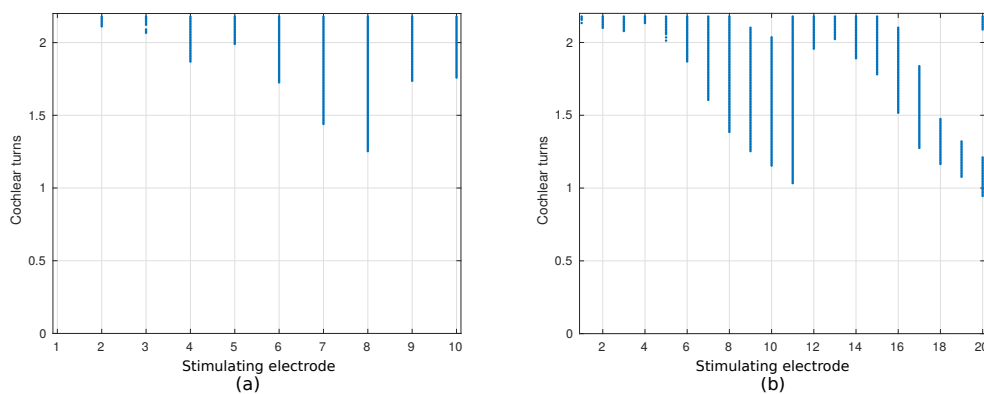 2
1.5
1
0.5
0
Cochlear turns
1 2 3 4 5 6 7 8 9 10
Stimulating electrode
(a)
2
1.5
1
0.5
0
Cochlear turns
2 4 6 8 10 12 14 16 18 20
Stimulating electrode
(b)